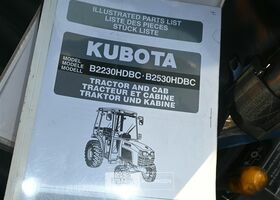 ILLUSTRATED PARTS LIST
LISTE DES PIECES
STÜCK LISTE
KUBOTA
MODEL
MODELE
MODELL
B2230HDBC·B2530HDBC
TRACTOR AND CAB
TRACTEUR ET CABINE
TRAKTOR UND KABINE